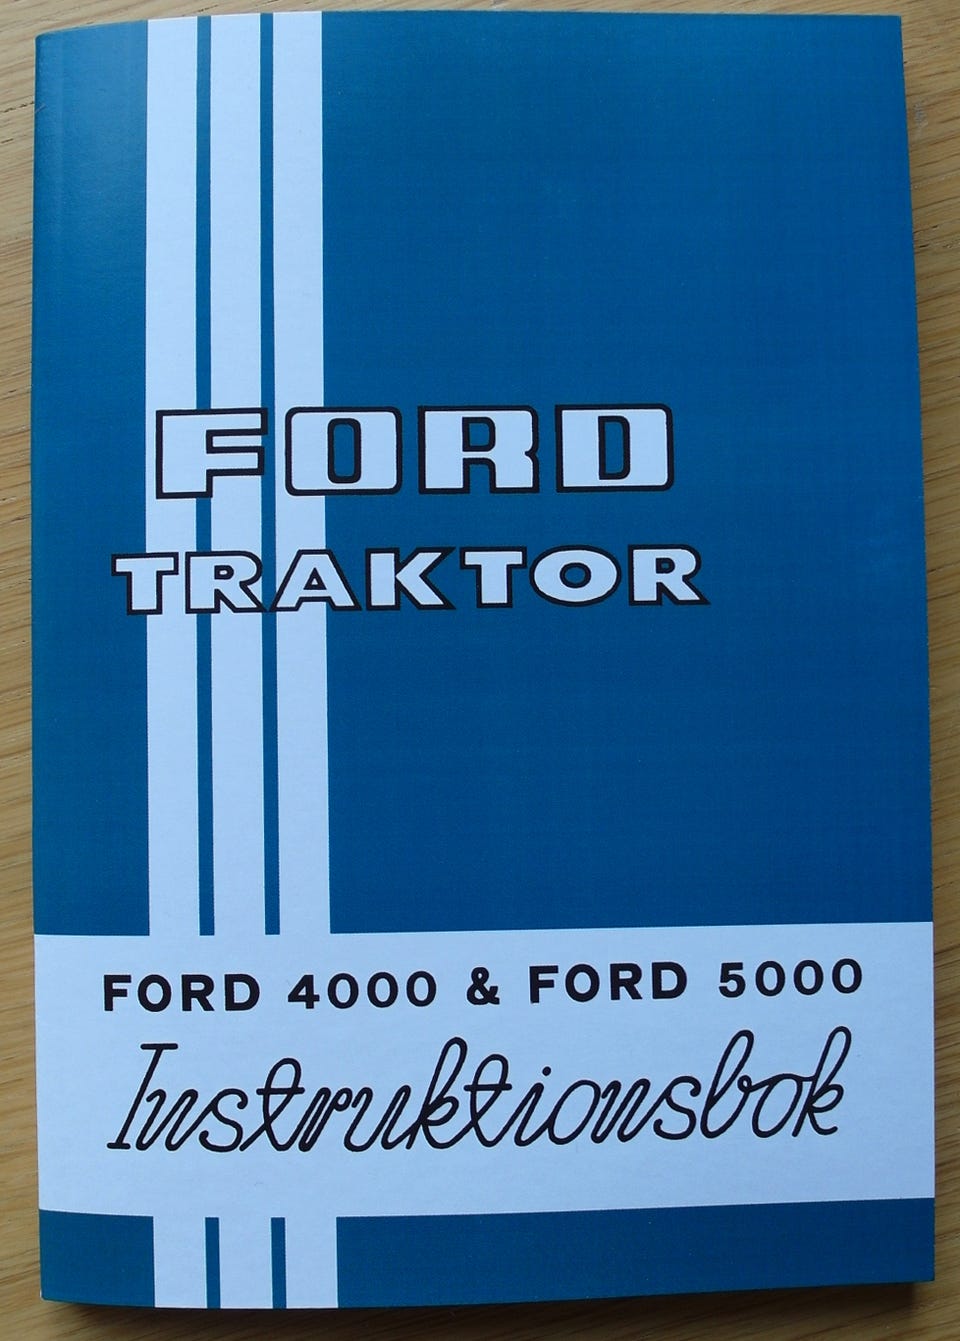 FORD
TRAKTOR
FORD 4000 & FORD 5000
Instruktionsbok